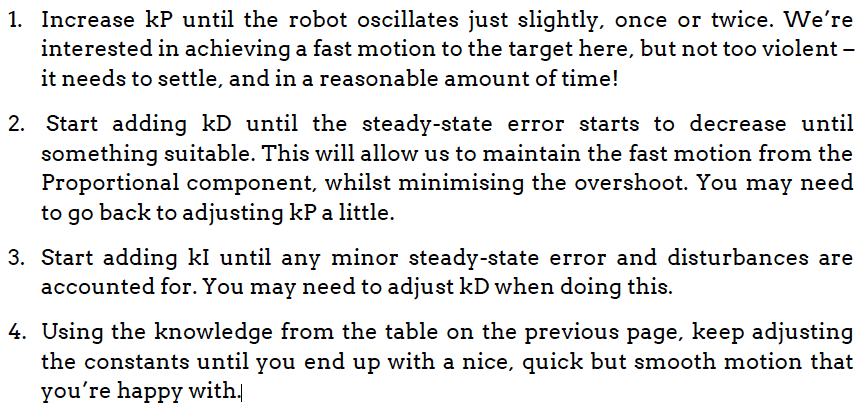 1. Increase kP until the robot oscillates just slightly, once or twice. We’re
interested in achieving a fast motion to the target here, but not too violent –
it needs to settle, and in a reasonable amount of time!
2. Start adding kD until the steady-state error starts to decrease until
something suitable. This will allow us to maintain the fast motion from the
Proportional component, whilst minimising the overshoot. You may need
to go back to adjusting kP a little.
3. Start adding kI until any minor steady-state error and disturbances are
accounted for. You may need to adjust kD when doing this.
4. Using the knowledge from the table on the previous page, keep adjusting
the constants until you end up with a nice, quick but smooth motion that
you’re happy with.